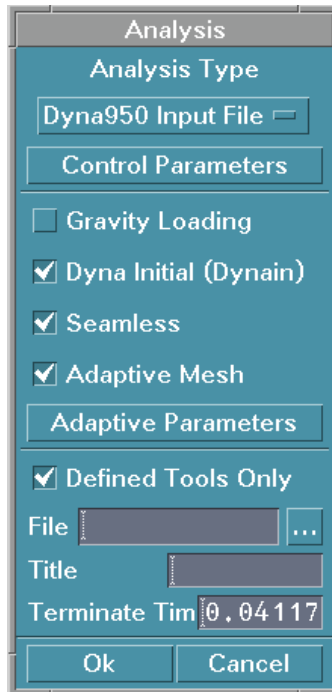 Analysis
Analysis Type
Dyna950 Input File
Control Parameters
Gravity Loading
Dyna Initial (Dynain)
Seamless
Adaptive Mesh
Adaptive Parameters
Defined Tools Only
File ...
Title
Terminate Tim 0.04117
Ok Cancel